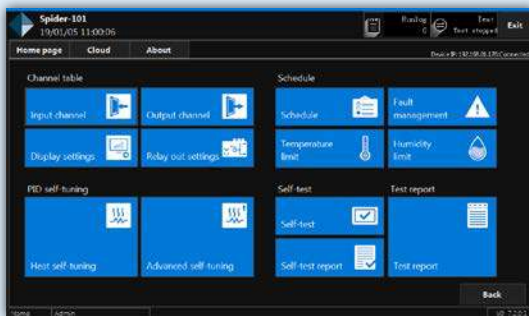 Spider-101
19/01/05 11:00:06
Runlog
0
Test
Test stopped
Exit
Home page
Cloud
About
Channel table
Input channel
Output channel
Display settings
Relay out settings
Schedule
Schedule
Fault management
Temperature limit
Humidity limit
PID self-tuning
Heat self-tuning
Advanced self-tuning
Self-test
Self-test
Self-test report
Test report
Test report
Back
Home
Admin